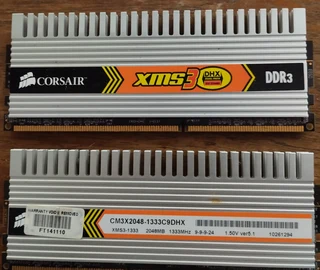 CORSAIR
XMS3
DHX
DDR3
WARRANTY VOID IF REMOVED
FT141110
CM3X2048-1333C9DHX
XMS3-1333 2048MB 1333MHz 9-9-9-24 1.50V ver5.1 10281294